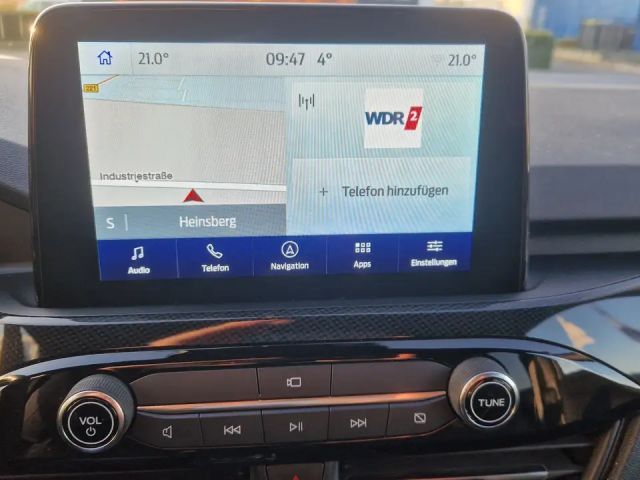 21.0° 09:47 4° 21.0°
221
WDR 2
Industriestraße
+ Telefon hinzufügen
S | Heinsberg
Audio Telefon Navigation Apps Einstellungen
VOL TUNE